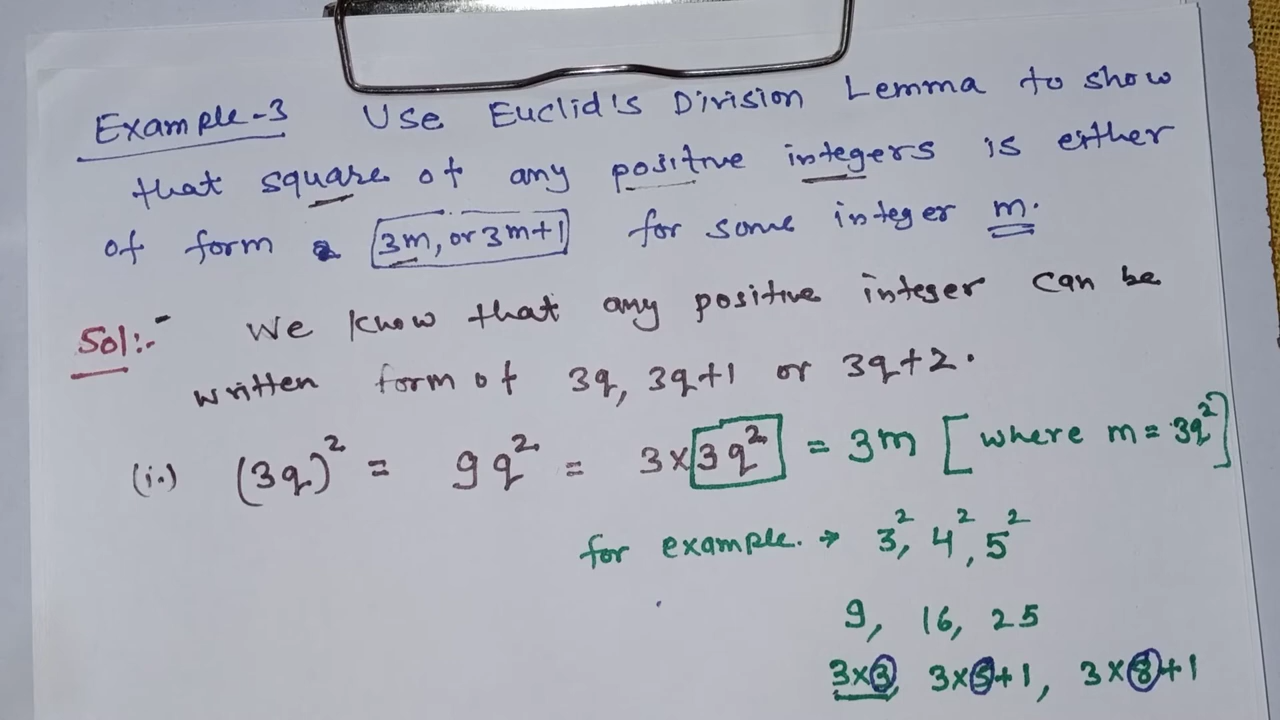 Example-3 Use Euclid's Division Lemma to show
that square of any positive integers is either
of form 3m, or 3m+1 for some integer m.
Sol:- We know that any positive integer can be
written form of 3q, 3q+1 or 3q+2.
(i.) (3q)² = 9q² = 3×3q² = 3m [where m = 3q²]
for example. → 3², 4², 5²
9, 16, 25
3×3, 3×5+1, 3×8+1